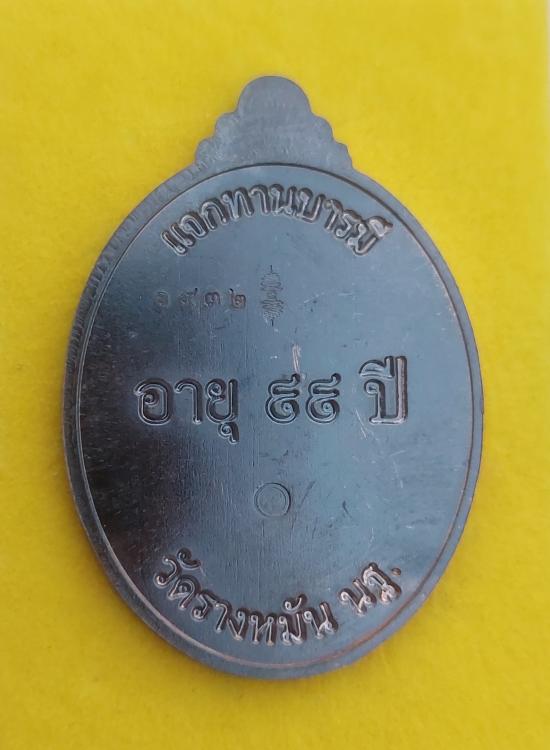 แจกทานบารมี
๑๙๓๒
อายุ ๘๙ ปี
วัดรางหมัน นฐ.